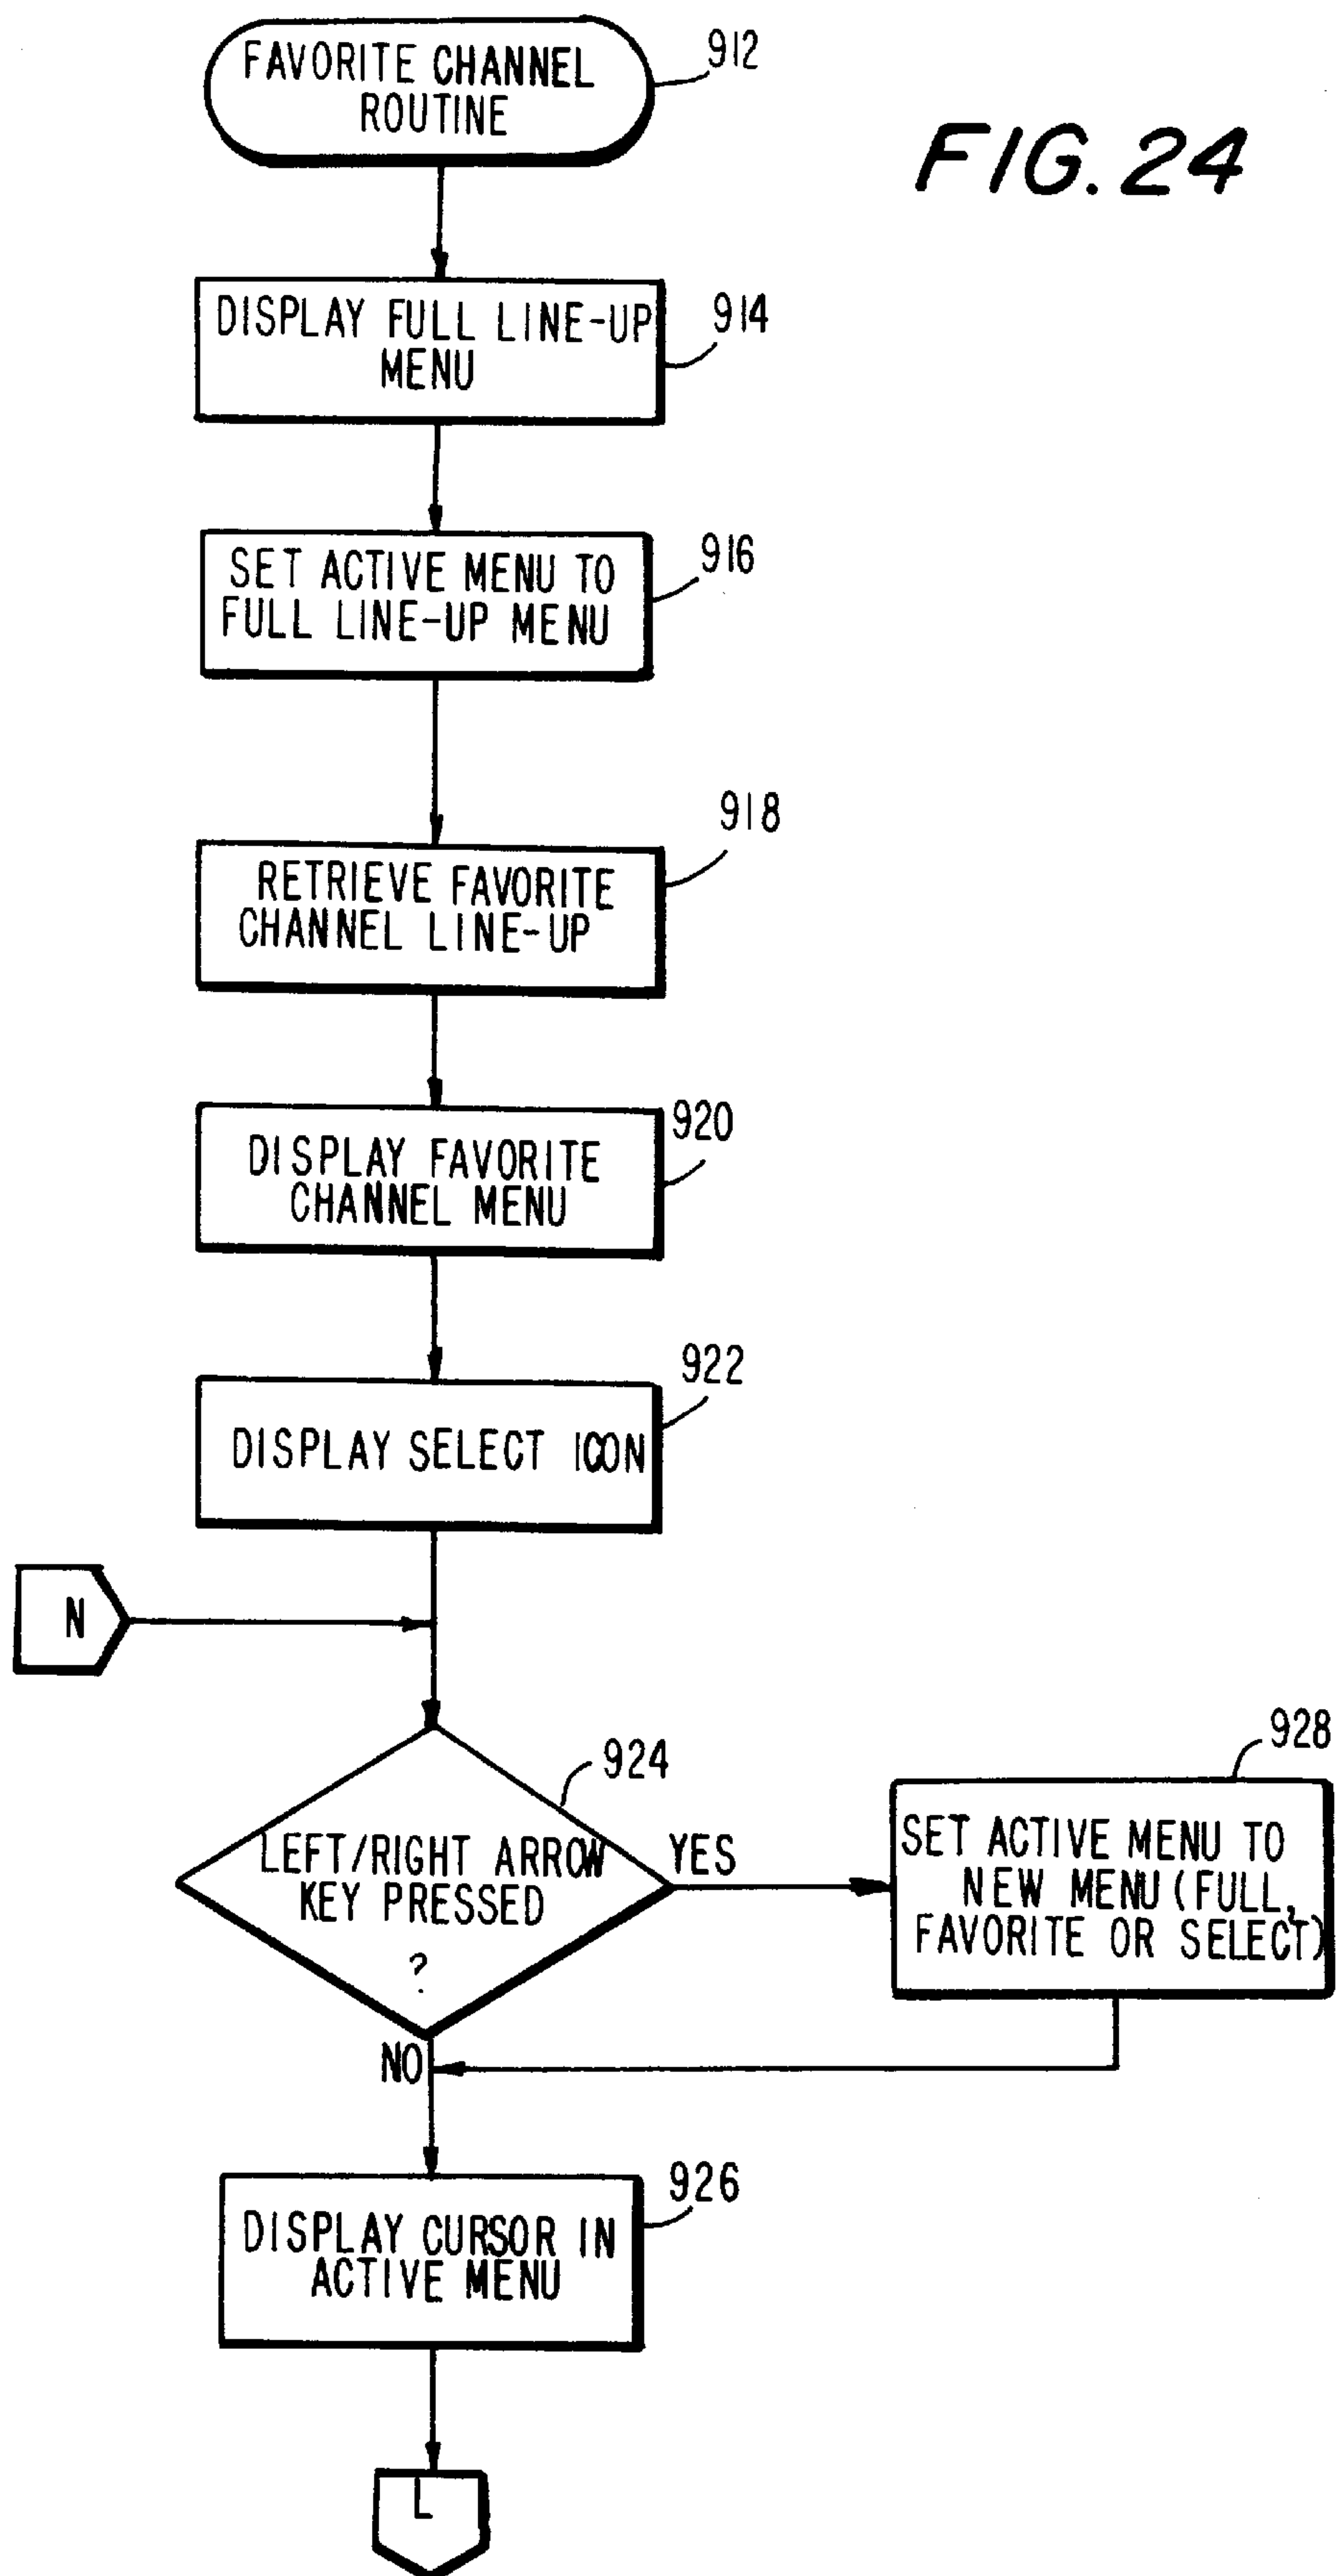 FAVORITE CHANNEL
ROUTINE
912
FIG. 24
DISPLAY FULL LINE-UP
MENU
914
SET ACTIVE MENU TO
FULL LINE-UP MENU
916
RETRIEVE FAVORITE
CHANNEL LINE-UP
918
DISPLAY FAVORITE
CHANNEL MENU
920
DISPLAY SELECT ICON
922
N
LEFT/RIGHT ARROW
KEY PRESSED
?
924
YES
SET ACTIVE MENU TO
NEW MENU (FULL,
FAVORITE OR SELECT)
928
NO
DISPLAY CURSOR IN
ACTIVE MENU
926
L